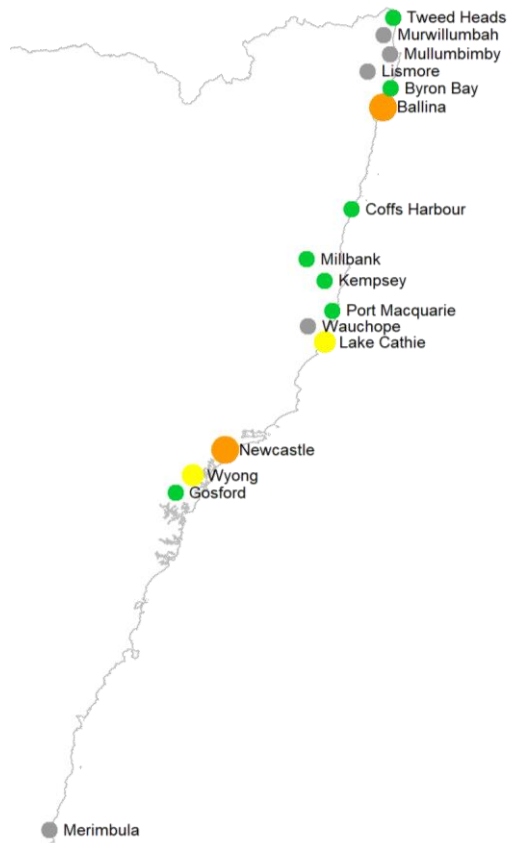 Tweed Heads
Murwillumbah
Mullumbimby
Lismore
Byron Bay
Ballina
Coffs Harbour
Millbank
Kempsey
Port Macquarie
Wauchope
Lake Cathie
Newcastle
Wyong
Gosford
Merimbula